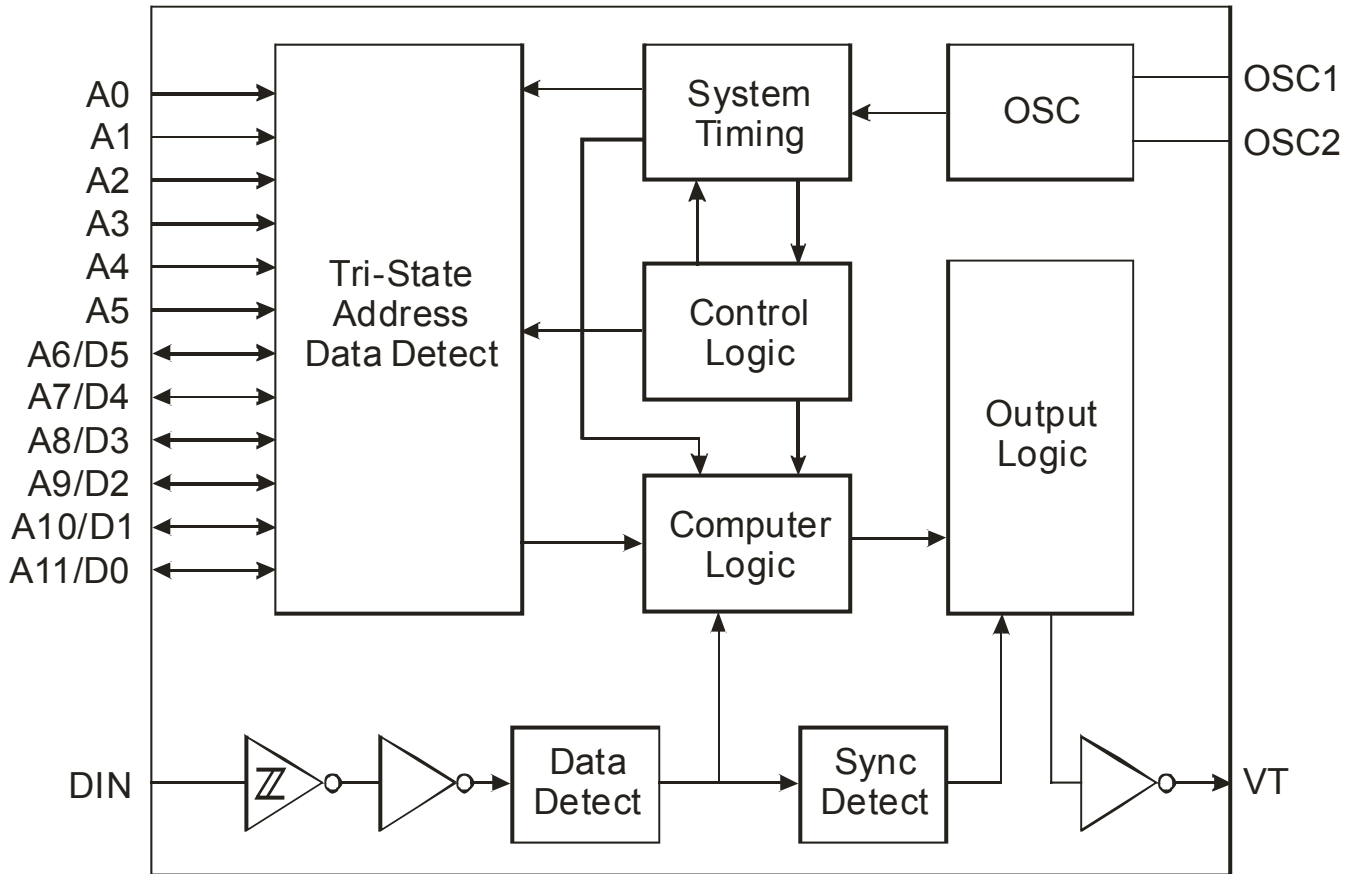 A0
A1
A2
A3
A4
A5
A6/D5
A7/D4
A8/D3
A9/D2
A10/D1
A11/D0
DIN
Tri-State
Address
Data Detect
System
Timing
OSC
OSC1
OSC2
Control
Logic
Computer
Logic
Output
Logic
Data
Detect
Sync
Detect
VT